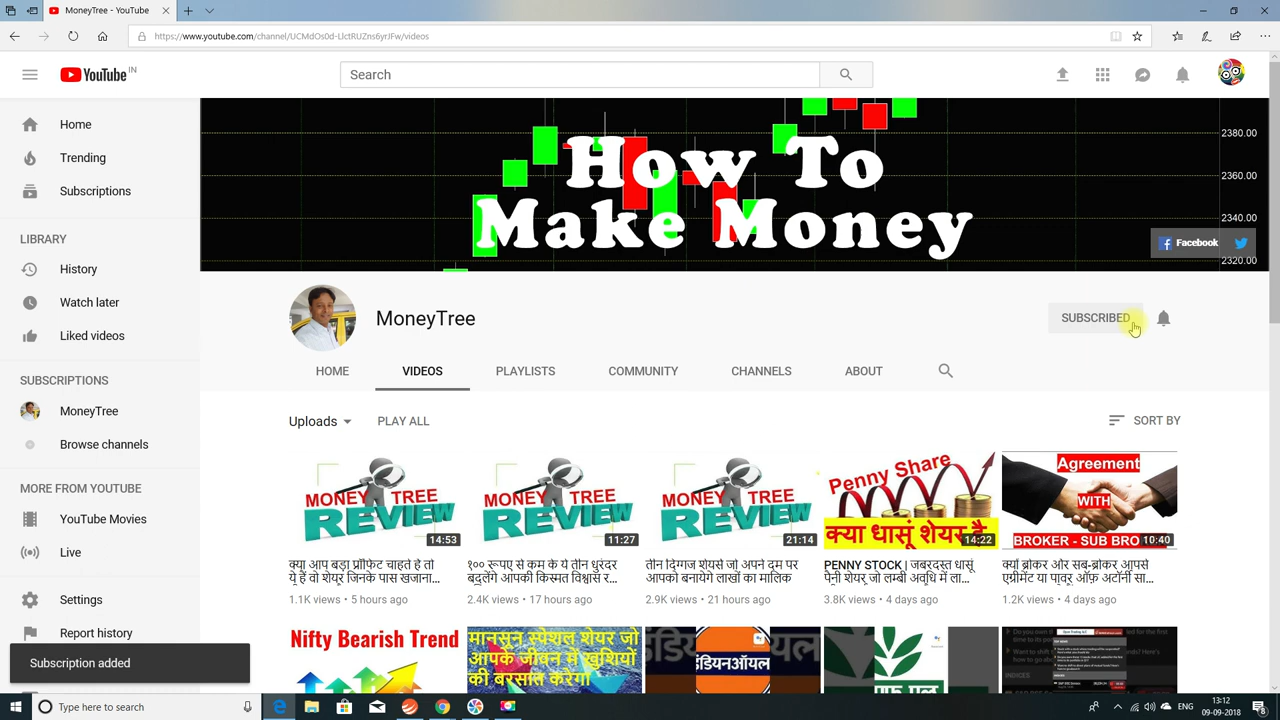 MoneyTree - YouTube
https://www.youtube.com/channel/UCMdOs0d-LlctRUZns6yrJFw/videos
YouTube IN
Search
Home
Trending
Subscriptions
LIBRARY
History
Watch later
Liked videos
SUBSCRIPTIONS
MoneyTree
Browse channels
MORE FROM YOUTUBE
YouTube Movies
Live
Settings
Report history
How To
Make Money
2380.00
2360.00
2340.00
2320.00
Facebook
MoneyTree
SUBSCRIBED
HOME VIDEOS PLAYLISTS COMMUNITY CHANNELS ABOUT
Uploads PLAY ALL SORT BY
MONEY TREE
REVIEW
14:53
क्या आप बड़ा प्रॉफिट चाहते है तो
ये है वो शेयर जिनके पास खजाना...
1.1K views • 5 hours ago
MONEY TREE
REVIEW
11:27
१०० रूपए से कम के ये तीन धुरंदर
बदलेंगे आपकी किस्मत विश्वास र...
2.4K views • 17 hours ago
MONEY TREE
REVIEW
21:14
तीन दिग्गज शेयर्स जो अपने दम पर
आपको बनायेगे लाखों का मालिक
2.9K views • 21 hours ago
Penny Share
क्या धासूं शेयर है
14:22
PENNY STOCK | जबरदस्त धासूं
पेनी शेयर जो लम्बी अवधि में ला...
3.8K views • 4 days ago
Agreement
WITH
BROKER - SUB BRO
10:40
क्यों ब्रोकर और सब-ब्रोकर आपसे
एग्रीमेंट या पावर ऑफ़ अटॉर्नी सा...
1.2K views • 4 days ago
Nifty Baarish Trend
मानसून स्पेशल शेयर जो
ENG
13:12
09-09-2018